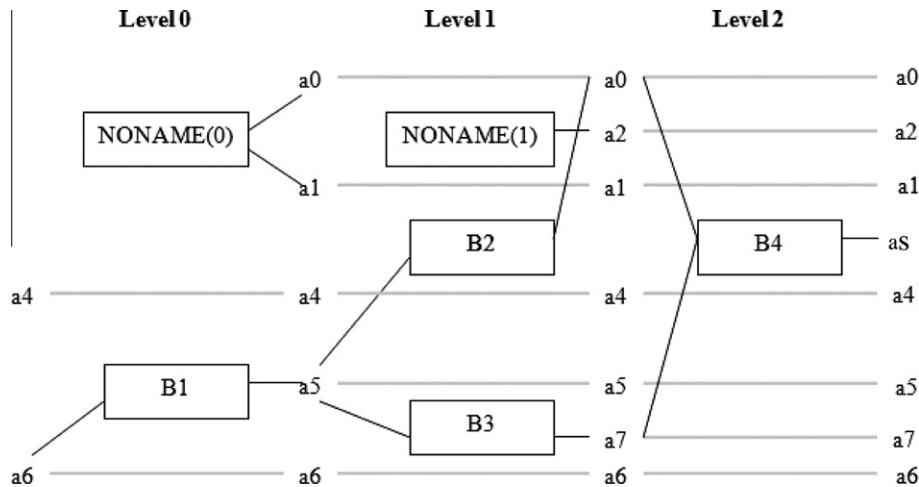 Level 0 Level 1 Level 2
a0 a0 a0
NONAME(0) NONAME(1) a2 a2
a1 a1 a1
B2 B4 aS
a4 a4 a4 a4
B1 a5 a5 a5
B3 a7 a7
a6 a6 a6 a6